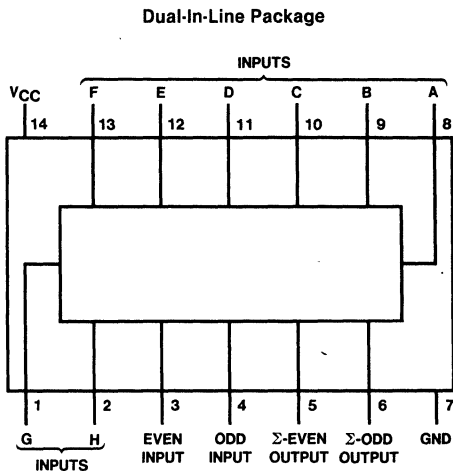 Dual-In-Line Package
INPUTS
VCC F E D C B A
14 13 12 11 10 9 8
1 2 3 4 5 6 7
G H EVEN INPUT ODD INPUT Σ-EVEN OUTPUT Σ-ODD OUTPUT GND
INPUTS